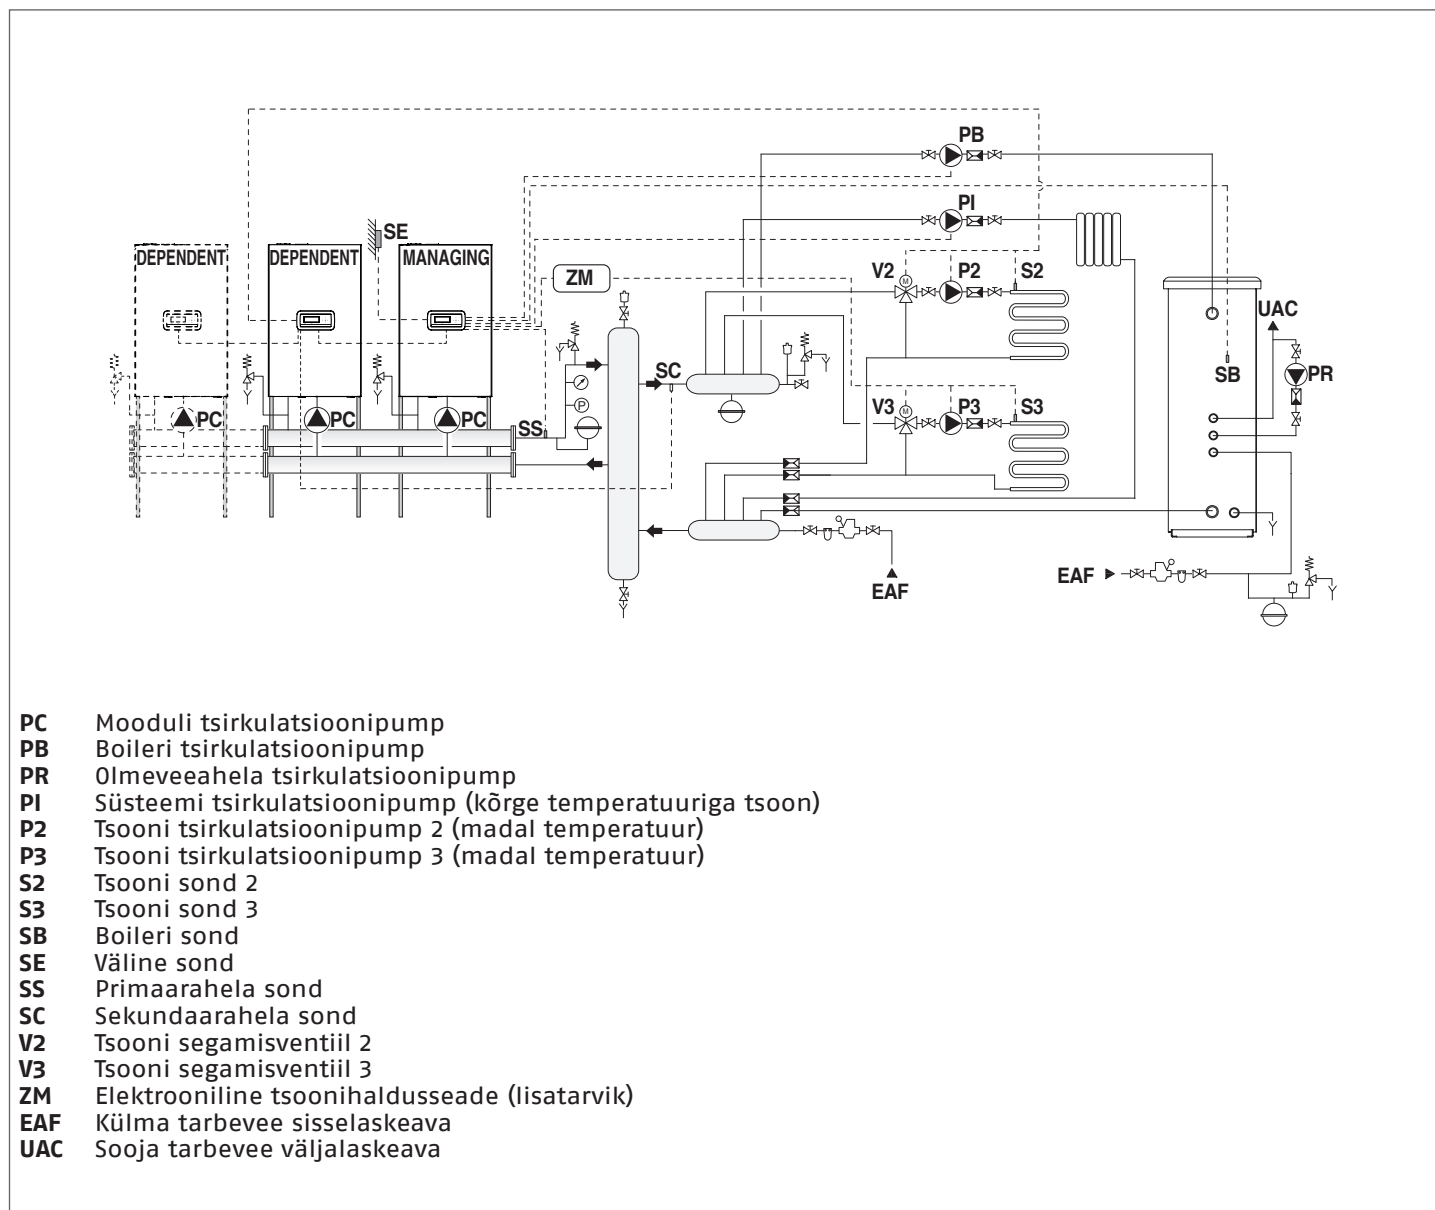 PB
PI
SE
DEPENDENT
DEPENDENT
MANAGING
ZM
V2
P2
S2
M
UAC
SC
SB
PR
V3
P3
S3
M
PC
PC
PC
SS
P
EAF
EAF
PC Mooduli tsirkulatsioonipump
PB Boileri tsirkulatsioonipump
PR Olmeveeahela tsirkulatsioonipump
PI Süsteemi tsirkulatsioonipump (kõrge temperatuuriga tsoon)
P2 Tsooni tsirkulatsioonipump 2 (madal temperatuur)
P3 Tsooni tsirkulatsioonipump 3 (madal temperatuur)
S2 Tsooni sond 2
S3 Tsooni sond 3
SB Boileri sond
SE Väline sond
SS Primaarahela sond
SC Sekundaarahela sond
V2 Tsooni segamisventiil 2
V3 Tsooni segamisventiil 3
ZM Elektrooniline tsoonihaldusseade (lisatarvik)
EAF Külma tarbevee sisselaskeava
UAC Sooja tarbevee väljalaskeava